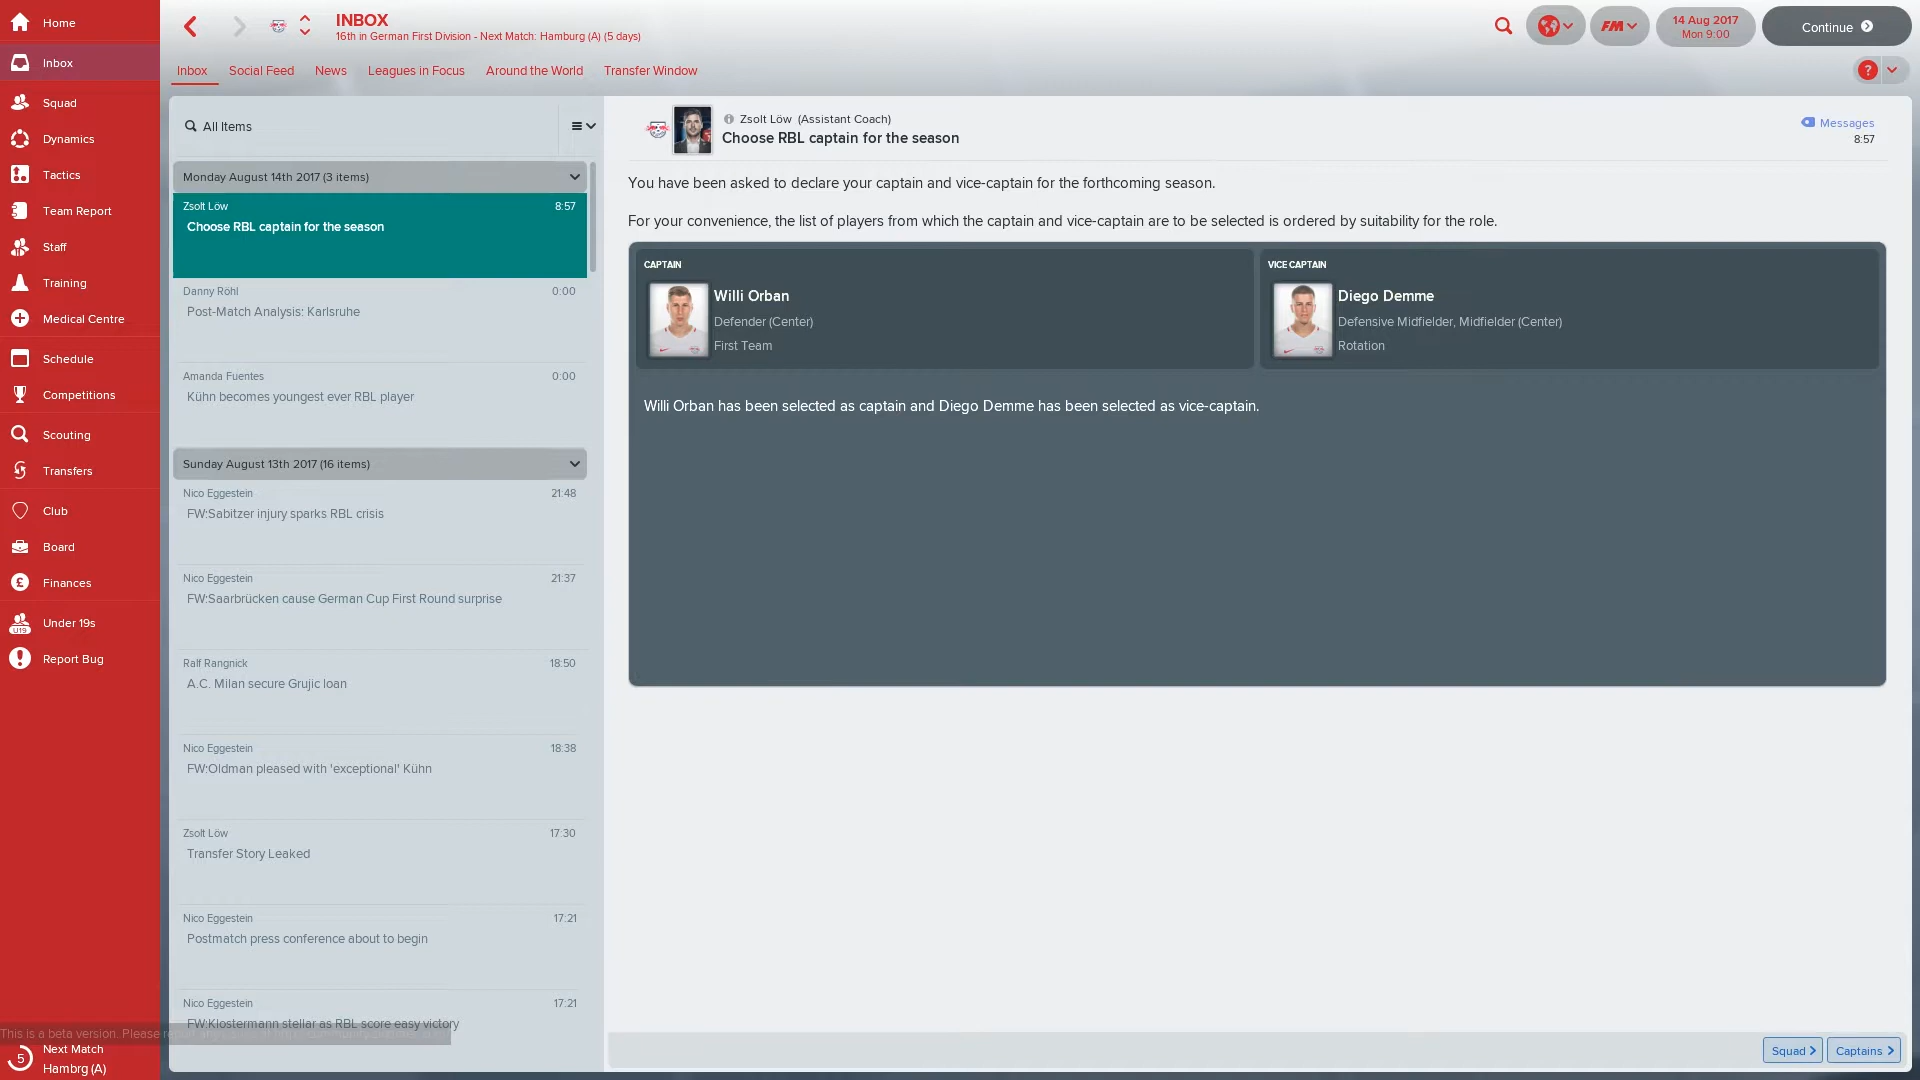 Home
Inbox
Squad
Dynamics
Tactics
Team Report
Staff
Training
Medical Centre
Schedule
Competitions
Scouting
Transfers
Club
Board
Finances
U19
Under 19s
Report Bug
This is a beta version. Please
5
Next Match
Hambrg (A)
INBOX
16th in German First Division - Next Match: Hamburg (A) (5 days)
FM
14 Aug 2017
Mon 9:00
Continue
Inbox Social Feed News Leagues in Focus Around the World Transfer Window
?
All Items
Monday August 14th 2017 (3 items)
Zsolt Löw 8:57
Choose RBL captain for the season
Danny Röhl 0:00
Post-Match Analysis: Karlsruhe
Amanda Fuentes 0:00
Kühn becomes youngest ever RBL player
Sunday August 13th 2017 (16 items)
Nico Eggestein 21:48
FW:Sabitzer injury sparks RBL crisis
Nico Eggestein 21:37
FW:Saarbrücken cause German Cup First Round surprise
Ralf Rangnick 18:50
A.C. Milan secure Grujic loan
Nico Eggestein 18:38
FW:Oldman pleased with 'exceptional' Kühn
Zsolt Löw 17:30
Transfer Story Leaked
Nico Eggestein 17:21
Postmatch press conference about to begin
Nico Eggestein 17:21
FW:Klostermann stellar as RBL score easy victory
Zsolt Löw (Assistant Coach)
Choose RBL captain for the season
Messages
8:57
You have been asked to declare your captain and vice-captain for the forthcoming season.
For your convenience, the list of players from which the captain and vice-captain are to be selected is ordered by suitability for the role.
CAPTAIN
Willi Orban
Defender (Center)
First Team
VICE CAPTAIN
Diego Demme
Defensive Midfielder, Midfielder (Center)
Rotation
Willi Orban has been selected as captain and Diego Demme has been selected as vice-captain.
Squad
Captains